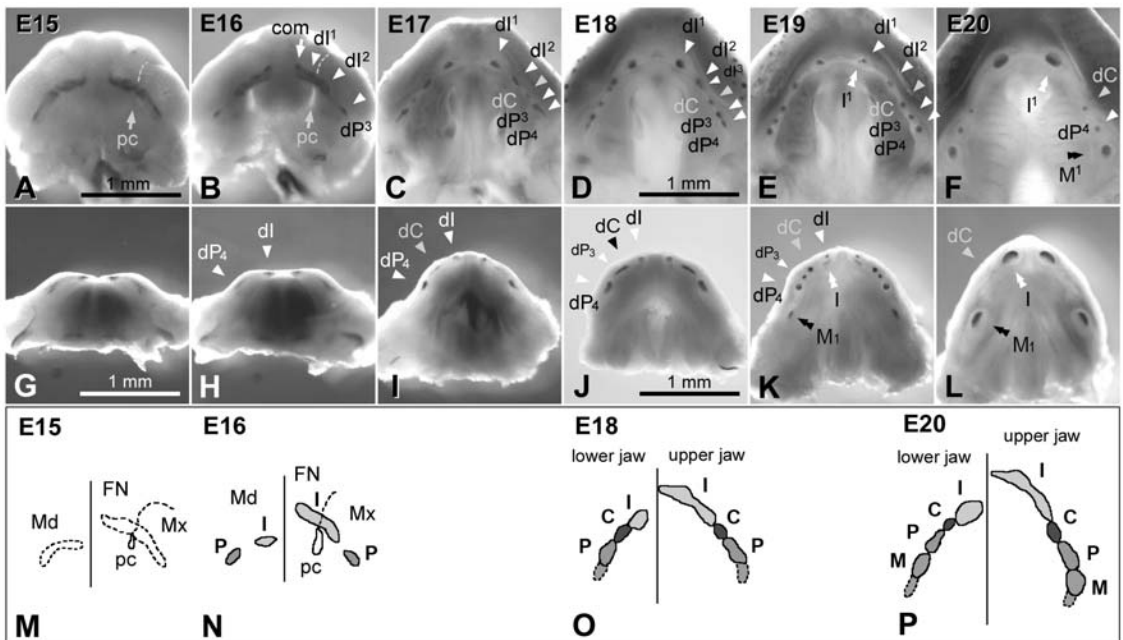 E15 E16 E17 E18 E19 E20
com
dI¹
dI²
dP³
pc
pc
dI¹
dI²
dC
dP³
dP⁴
dI¹
dI²
dI³
dC
dP³
dP⁴
dI¹
dI²
I¹
dC
dP³
dP⁴
I¹
dC
dP⁴
M¹
A 1 mm B C D 1 mm E F
dP₄
dI
dP₄
dC
dI
dP₃
dC
dI
dP₄
dP₃
dC
dI
dP₄
I
M₁
dC
I
M₁
G 1 mm H I J 1 mm K L
E15 E16 E18 E20
lower jaw upper jaw
lower jaw upper jaw
Md FN Mx pc
Md FN I Mx I P pc P
I C P I C P
I C P M I C P M
M N O P